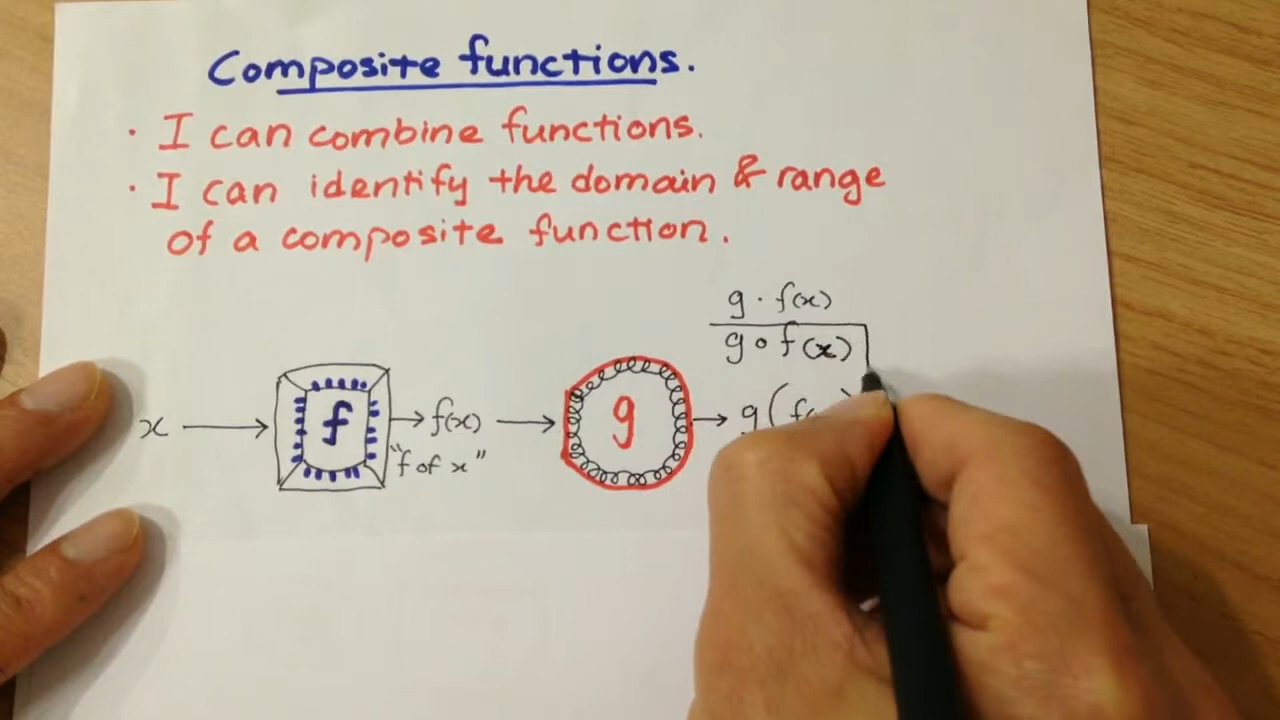 Composite functions.
· I can combine functions.
· I can identify the domain & range
of a composite function.
g · f(x)
g ∘ f(x)
x → f → f(x) → g → g(f
"f of x"